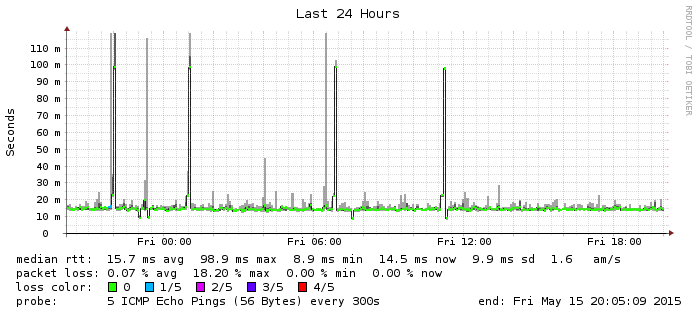 Last 24 Hours
RRDTOOL / TOBI OETIKER
Seconds
110 m
100 m
90 m
80 m
70 m
60 m
50 m
40 m
30 m
20 m
10 m
0
Fri 00:00 Fri 06:00 Fri 12:00 Fri 18:00
median rtt: 15.7 ms avg 98.9 ms max 8.9 ms min 14.5 ms now 9.9 ms sd 1.6 am/s
packet loss: 0.07 % avg 18.20 % max 0.00 % min 0.00 % now
loss color: 0 1/5 2/5 3/5 4/5
probe: 5 ICMP Echo Pings (56 Bytes) every 300s end: Fri May 15 20:05:09 2015